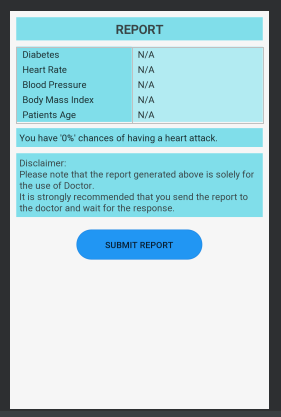 REPORT
Diabetes N/A
Heart Rate N/A
Blood Pressure N/A
Body Mass Index N/A
Patients Age N/A
You have '0%' chances of having a heart attack.
Disclaimer:
Please note that the report generated above is solely for
the use of Doctor.
It is strongly recommended that you send the report to
the doctor and wait for the response.
SUBMIT REPORT